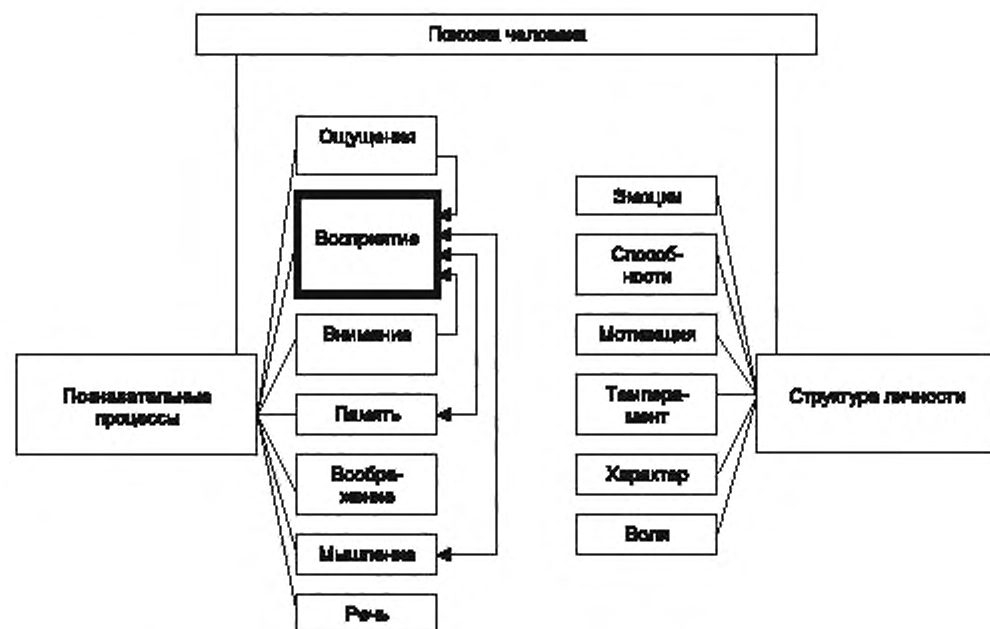 Психика человека
Ощущения
Восприятие
Внимание
Память
Вообра-
жение
Мышление
Речь
Познавательные
процессы
Эмоции
Способ-
ности
Мотивация
Темпера-
мент
Характер
Воля
Структура личности